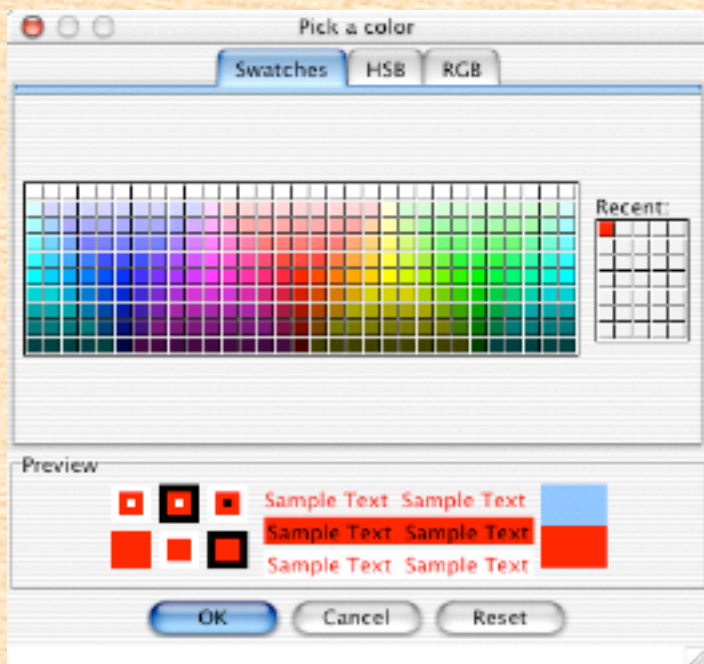 Pick a color
Swatches HSB RGB
Recent:
Preview
Sample Text Sample Text
Sample Text Sample Text
Sample Text Sample Text
OK Cancel Reset